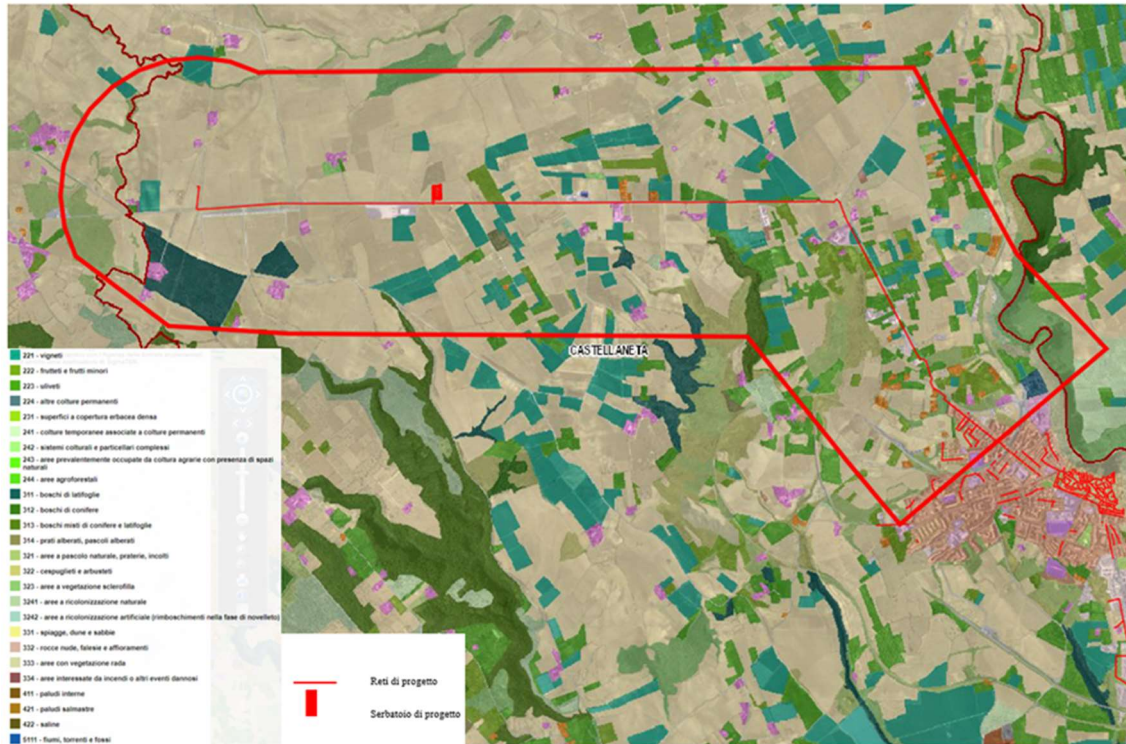 CASTELLANETA
221 - vigneti
222 - frutteti e frutti minori
223 - uliveti
224 - altre colture permanenti
231 - superfici a copertura erbacea densa
241 - colture temporanee associate a colture permanenti
242 - sistemi colturali e particellari complessi
243 - aree prevalentemente occupate da coltura agrarie con presenza di spazi
naturali
244 - aree agroforestali
311 - boschi di latifoglie
312 - boschi di conifere
313 - boschi misti di conifere e latifoglie
314 - prati alberati, pascoli alberati
321 - aree a pascolo naturale, praterie, incolti
322 - cespuglieti e arbusteti
323 - aree a vegetazione sclerofilla
3241 - aree a ricolonizzazione naturale
3242 - aree a ricolonizzazione artificiale (rimboschimenti nella fase di novelleto)
331 - spiagge, dune e sabbie
332 - rocce nude, falesie e affioramenti
333 - aree con vegetazione rada
334 - aree interessate da incendi o altri eventi dannosi
411 - paludi interne
421 - paludi salmastre
422 - saline
5111 - fiumi, torrenti e fossi
Reti di progetto
Serbatoio di progetto